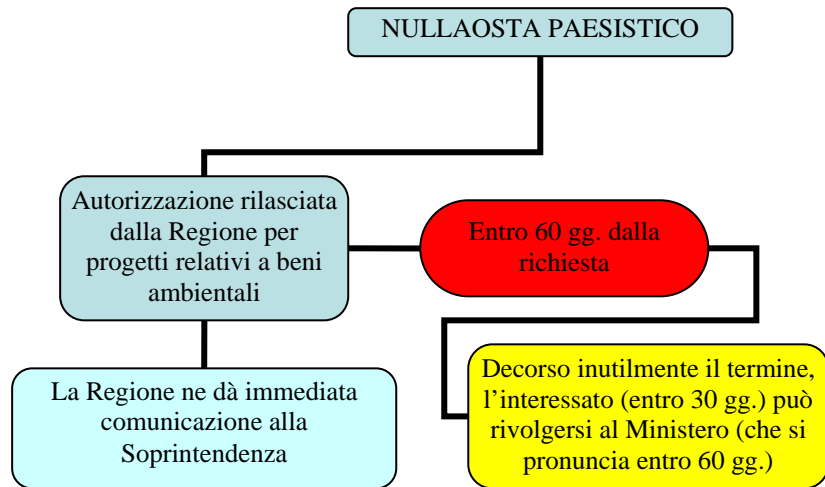 NULLAOSTA PAESISTICO
Autorizzazione rilasciata
dalla Regione per
progetti relativi a beni
ambientali
Entro 60 gg. dalla
richiesta
La Regione ne dà immediata
comunicazione alla
Soprintendenza
Decorso inutilmente il termine,
l’interessato (entro 30 gg.) può
rivolgersi al Ministero (che si
pronuncia entro 60 gg.)